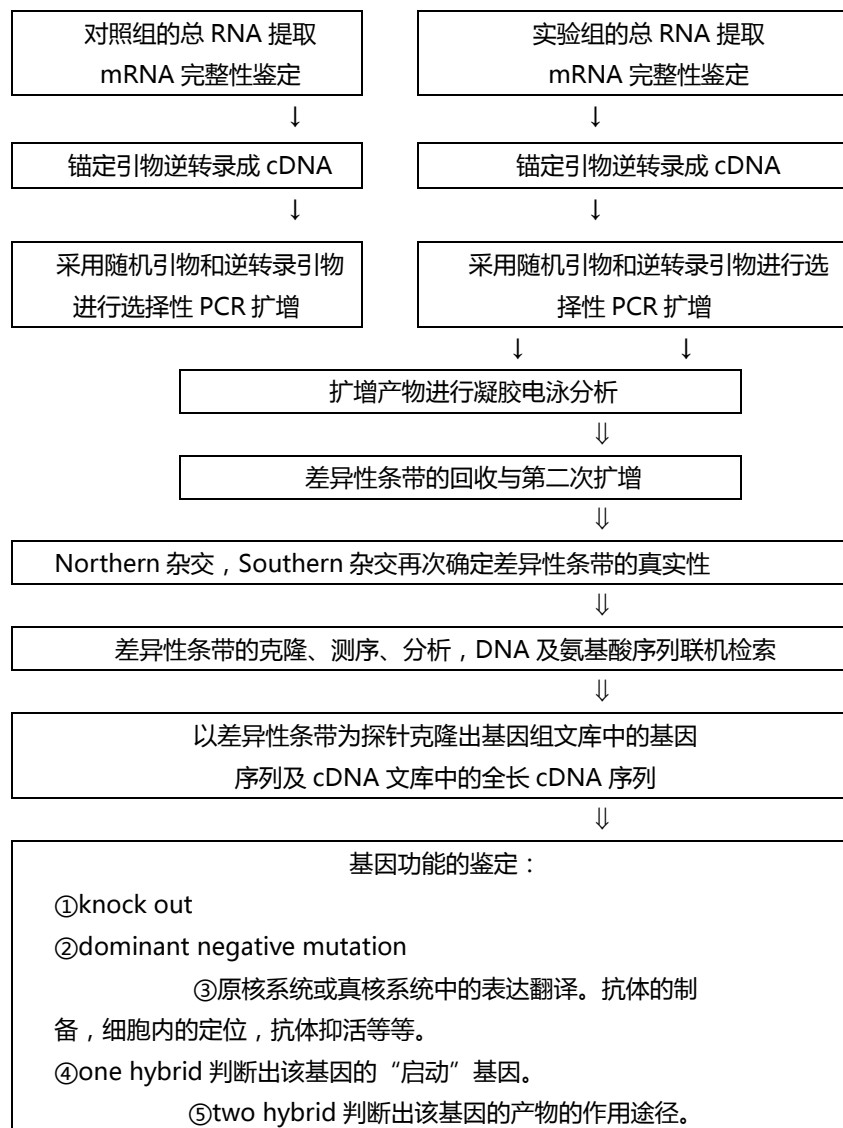 对照组的总 RNA 提取
mRNA 完整性鉴定
实验组的总 RNA 提取
mRNA 完整性鉴定
↓ ↓
锚定引物逆转录成 cDNA
锚定引物逆转录成 cDNA
↓ ↓
采用随机引物和逆转录引物
进行选择性 PCR 扩增
采用随机引物和逆转录引物进行选
择性 PCR 扩增
↓ ↓
扩增产物进行凝胶电泳分析
⇓
差异性条带的回收与第二次扩增
⇓
Northern 杂交，Southern 杂交再次确定差异性条带的真实性
⇓
差异性条带的克隆、测序、分析，DNA 及氨基酸序列联机检索
⇓
以差异性条带为探针克隆出基因组文库中的基因
序列及 cDNA 文库中的全长 cDNA 序列
⇓
基因功能的鉴定：
①knock out
②dominant negative mutation
③原核系统或真核系统中的表达翻译。抗体的制
备，细胞内的定位，抗体抑活等等。
④one hybrid 判断出该基因的“启动”基因。
⑤two hybrid 判断出该基因的产物的作用途径。